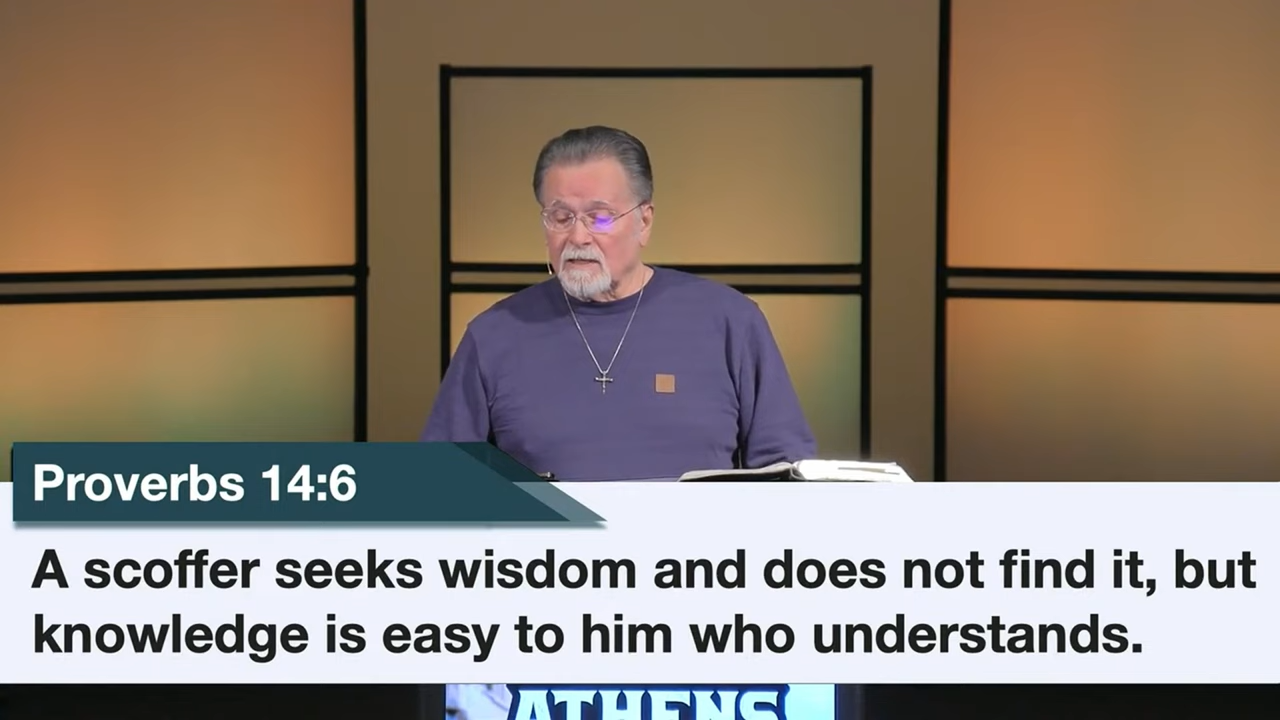 Proverbs 14:6
A scoffer seeks wisdom and does not find it, but
knowledge is easy to him who understands.
ATHENS